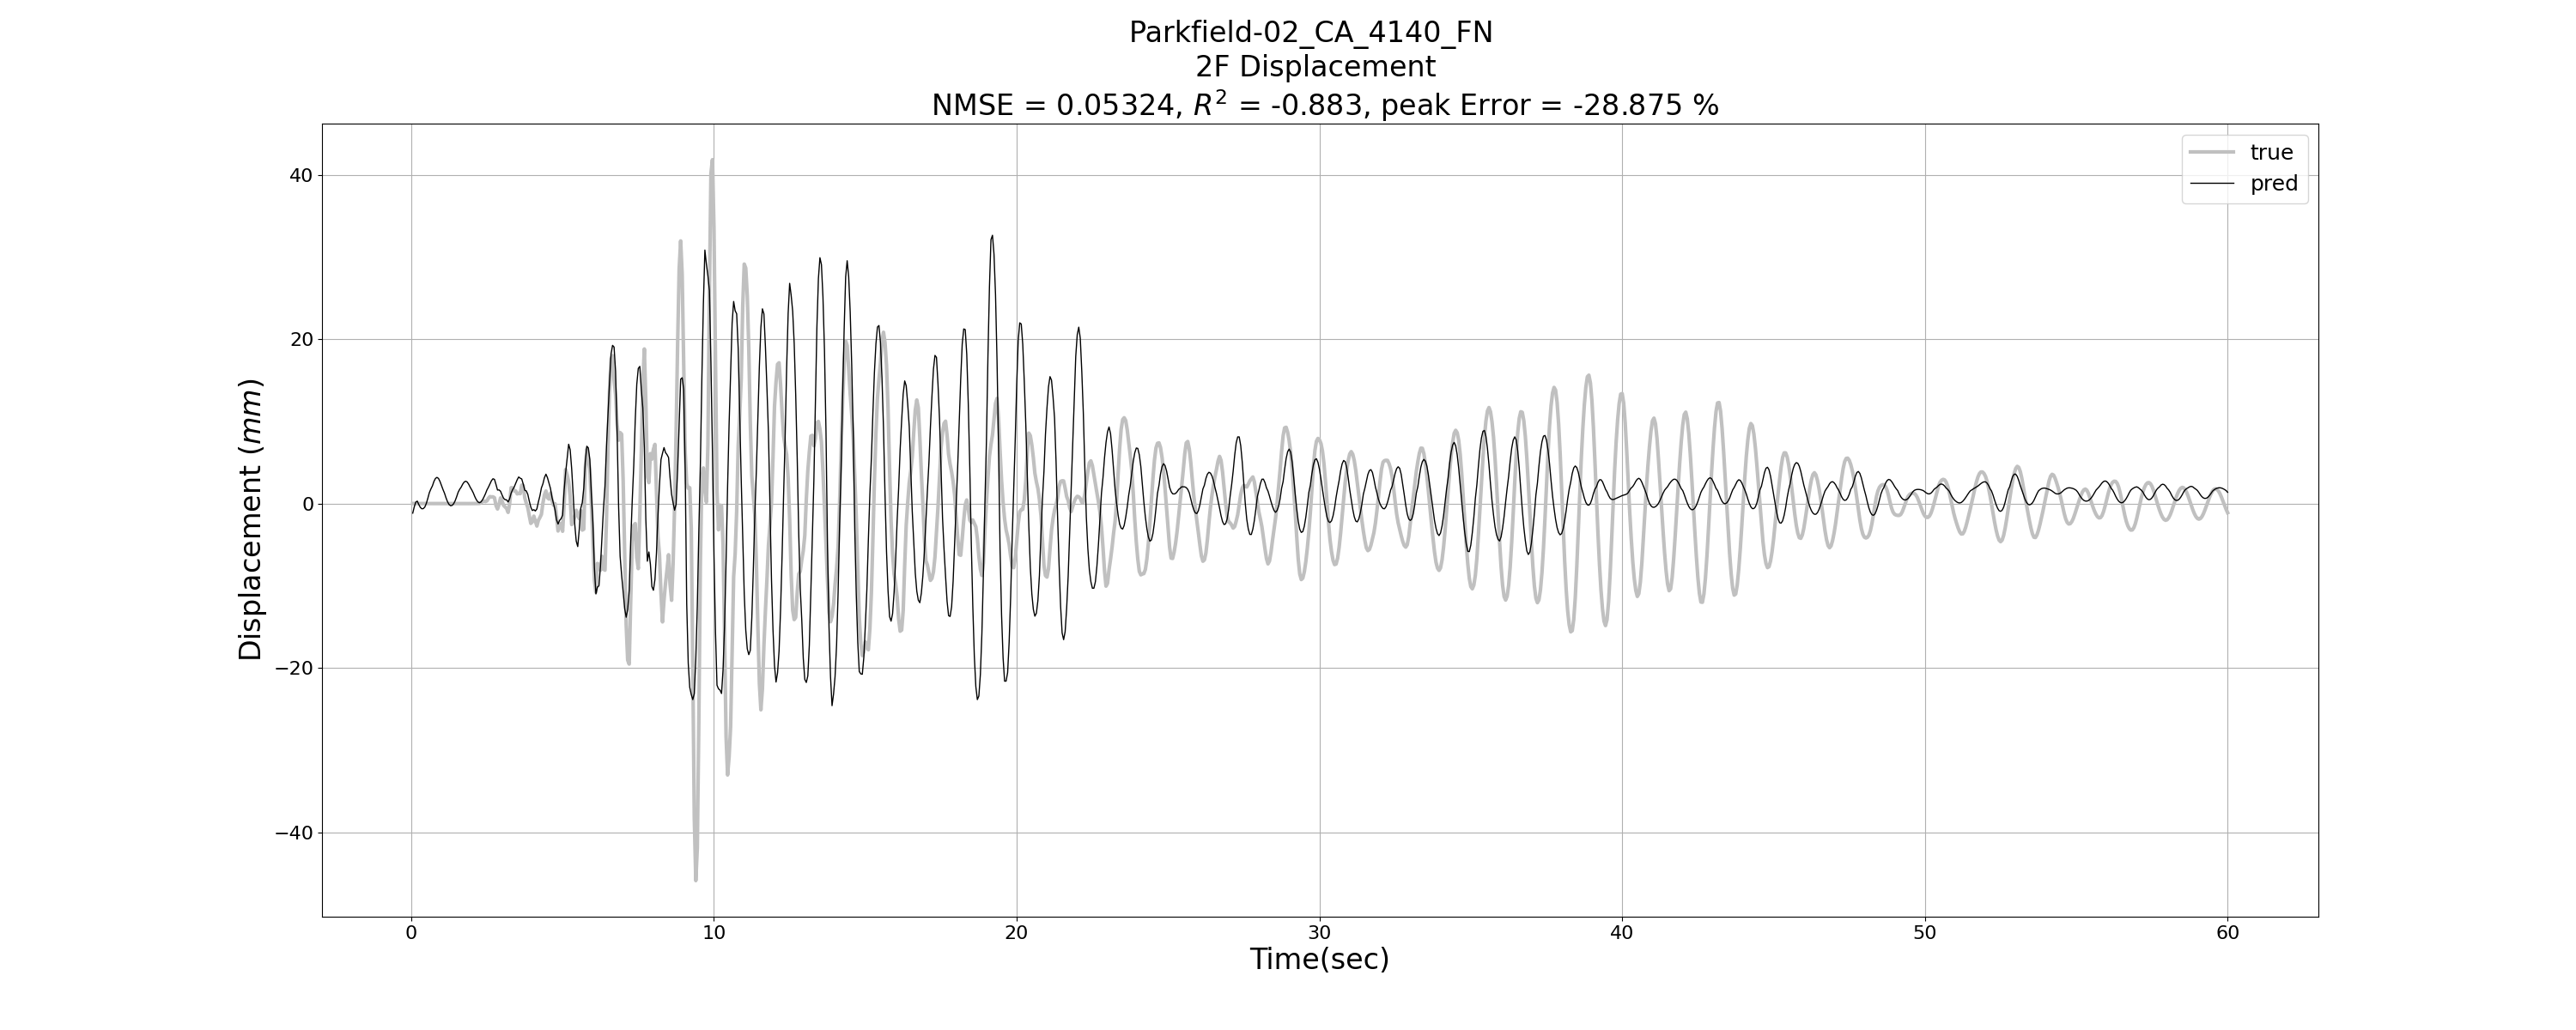 Parkfield-02_CA_4140_FN
2F Displacement
NMSE = 0.05324, R² = -0.883, peak Error = -28.875 %
true
pred
Displacement (mm)
40
20
0
−20
−40
0 10 20 30 40 50 60
Time(sec)